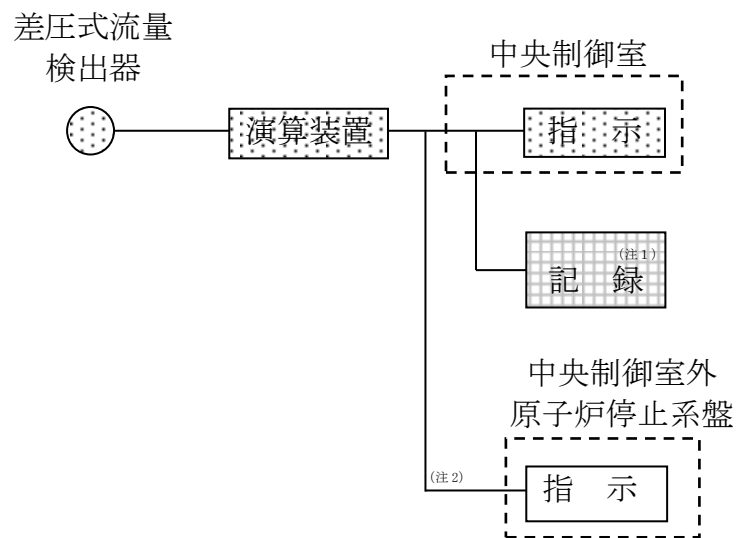 差圧式流量
検出器
中央制御室
演算装置
指 示
(注1)
記 録
中央制御室外
原子炉停止系盤
(注2)
指 示